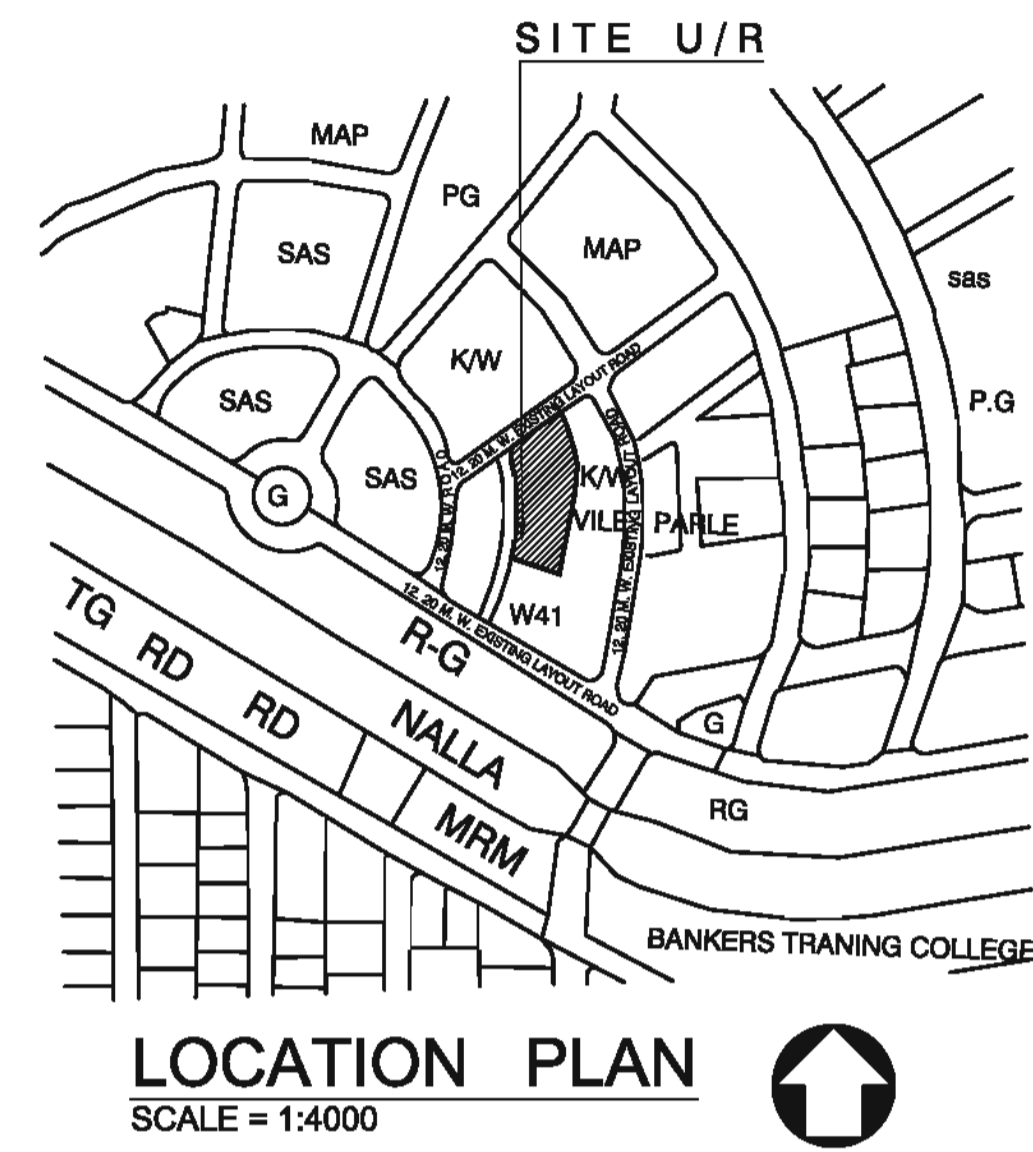 SITE U/R
MAP
PG
SAS
MAP
sas
K/W
12. 20 M. W. EXISTING LAYOUT ROAD
SAS
P.G
SAS
12. 20 M. W. ROAD
K/W
12. 20 M. W. EXISTING LAYOUT ROAD
G
VILE PARLE
12. 20 M. W. EXISTING LAYOUT ROAD
W41
TG RD RD
R-G
NALLA
G
MRM
RG
BANKERS TRANING COLLEGE
LOCATION PLAN
SCALE = 1:4000